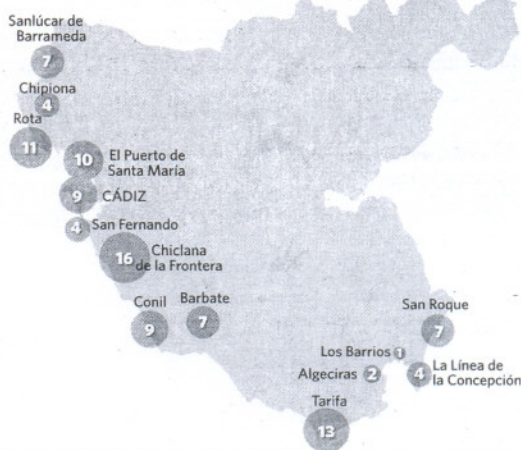 Sanlúcar de
Barrameda
7
Chipiona
4
Rota
11
10
El Puerto de
Santa María
9
CÁDIZ
4
San Fernando
16
Chiclana
de la Frontera
Conil
9
Barbate
7
San Roque
7
Los Barrios
1
Algeciras
2
4
La Línea de
la Concepción
Tarifa
13